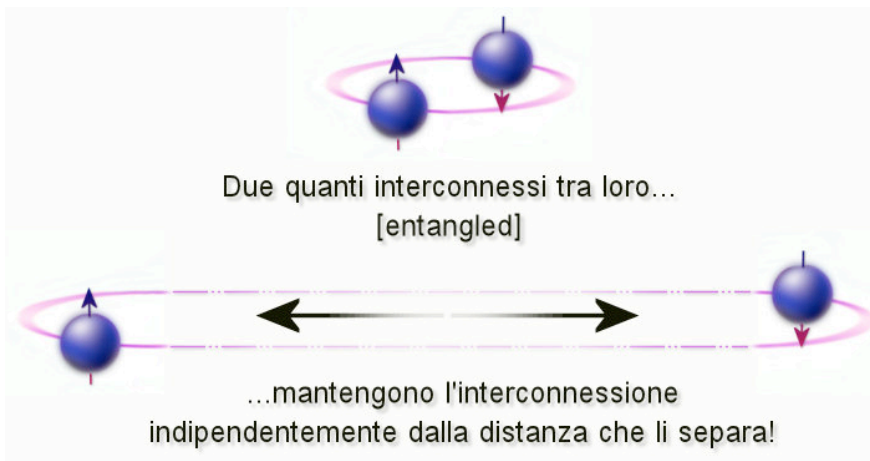 Due quanti interconnessi tra loro...
[entangled]
...mantengono l'interconnessione
indipendentemente dalla distanza che li separa!